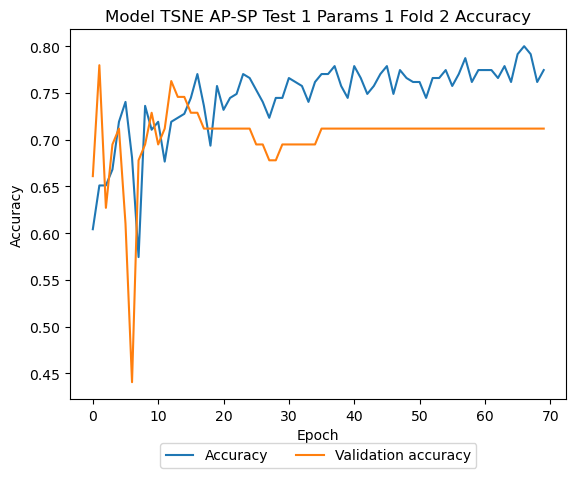 Model TSNE AP-SP Test 1 Params 1 Fold 2 Accuracy
0.80
0.75
0.70
0.65
0.60
0.55
0.50
0.45
Accuracy
0 10 20 30 40 50 60 70
Epoch
Accuracy Validation accuracy